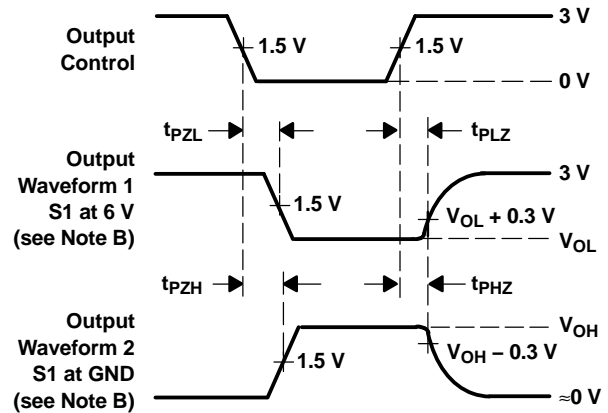 Output
Control
1.5 V
1.5 V
3 V
0 V
tPZL
tPLZ
Output
Waveform 1
S1 at 6 V
(see Note B)
1.5 V
3 V
VOL + 0.3 V
VOL
tPZH
tPHZ
Output
Waveform 2
S1 at GND
(see Note B)
1.5 V
VOH
VOH − 0.3 V
≈0 V